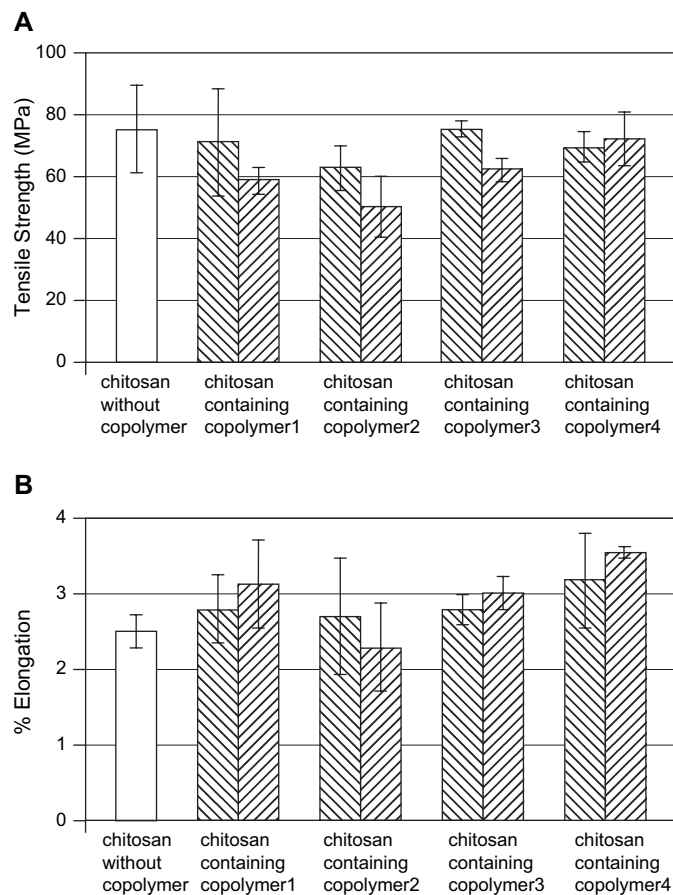 A
Tensile Strength (MPa)
100
80
60
40
20
0
chitosan
without
copolymer
chitosan
containing
copolymer1
chitosan
containing
copolymer2
chitosan
containing
copolymer3
chitosan
containing
copolymer4
B
% Elongation
4
3
2
1
0
chitosan
without
copolymer
chitosan
containing
copolymer1
chitosan
containing
copolymer2
chitosan
containing
copolymer3
chitosan
containing
copolymer4